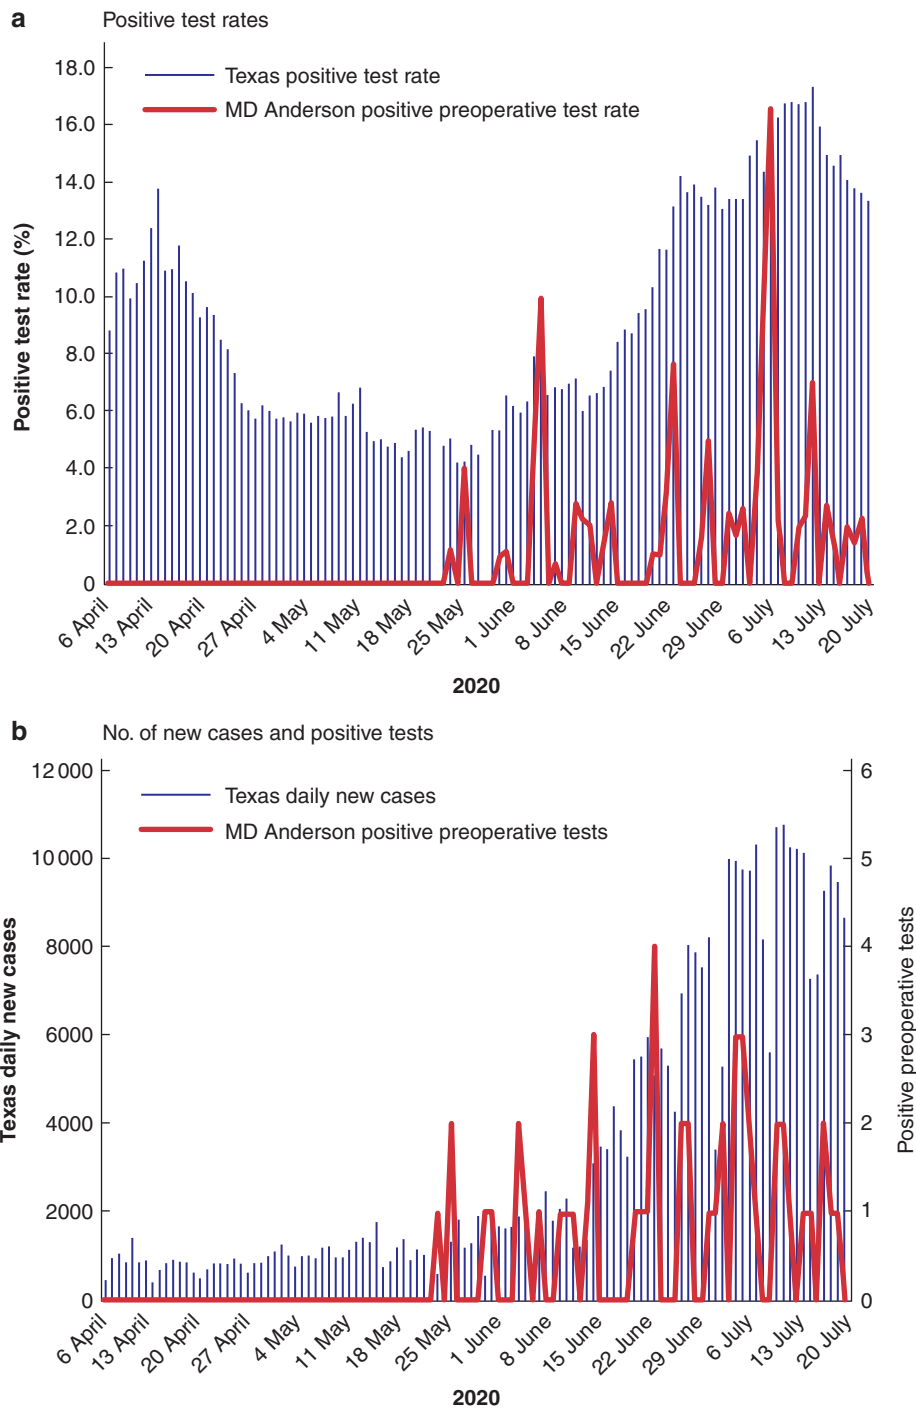 a Positive test rates
Texas positive test rate
MD Anderson positive preoperative test rate
Positive test rate (%)
18.0
16.0
14.0
12.0
10.0
8.0
6.0
4.0
2.0
0
6 April 13 April 20 April 27 April 4 May 11 May 18 May 25 May 1 June 8 June 15 June 22 June 29 June 6 July 13 July 20 July
2020
b No. of new cases and positive tests
Texas daily new cases
MD Anderson positive preoperative tests
Texas daily new cases
12 000
10 000
8000
6000
4000
2000
0
6
5
4
3
2
1
0
Positive preoperative tests
6 April 13 April 20 April 27 April 4 May 11 May 18 May 25 May 1 June 8 June 15 June 22 June 29 June 6 July 13 July 20 July
2020